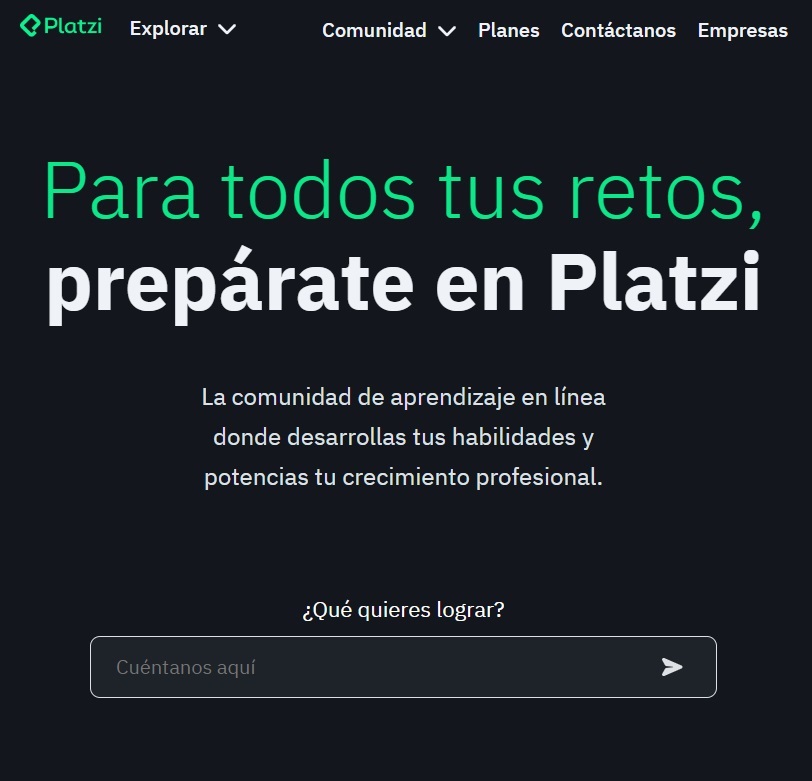 Platzi Explorar Comunidad Planes Contáctanos Empresas
Para todos tus retos,
prepárate en Platzi
La comunidad de aprendizaje en línea
donde desarrollas tus habilidades y
potencias tu crecimiento profesional.
¿Qué quieres lograr?
Cuéntanos aquí